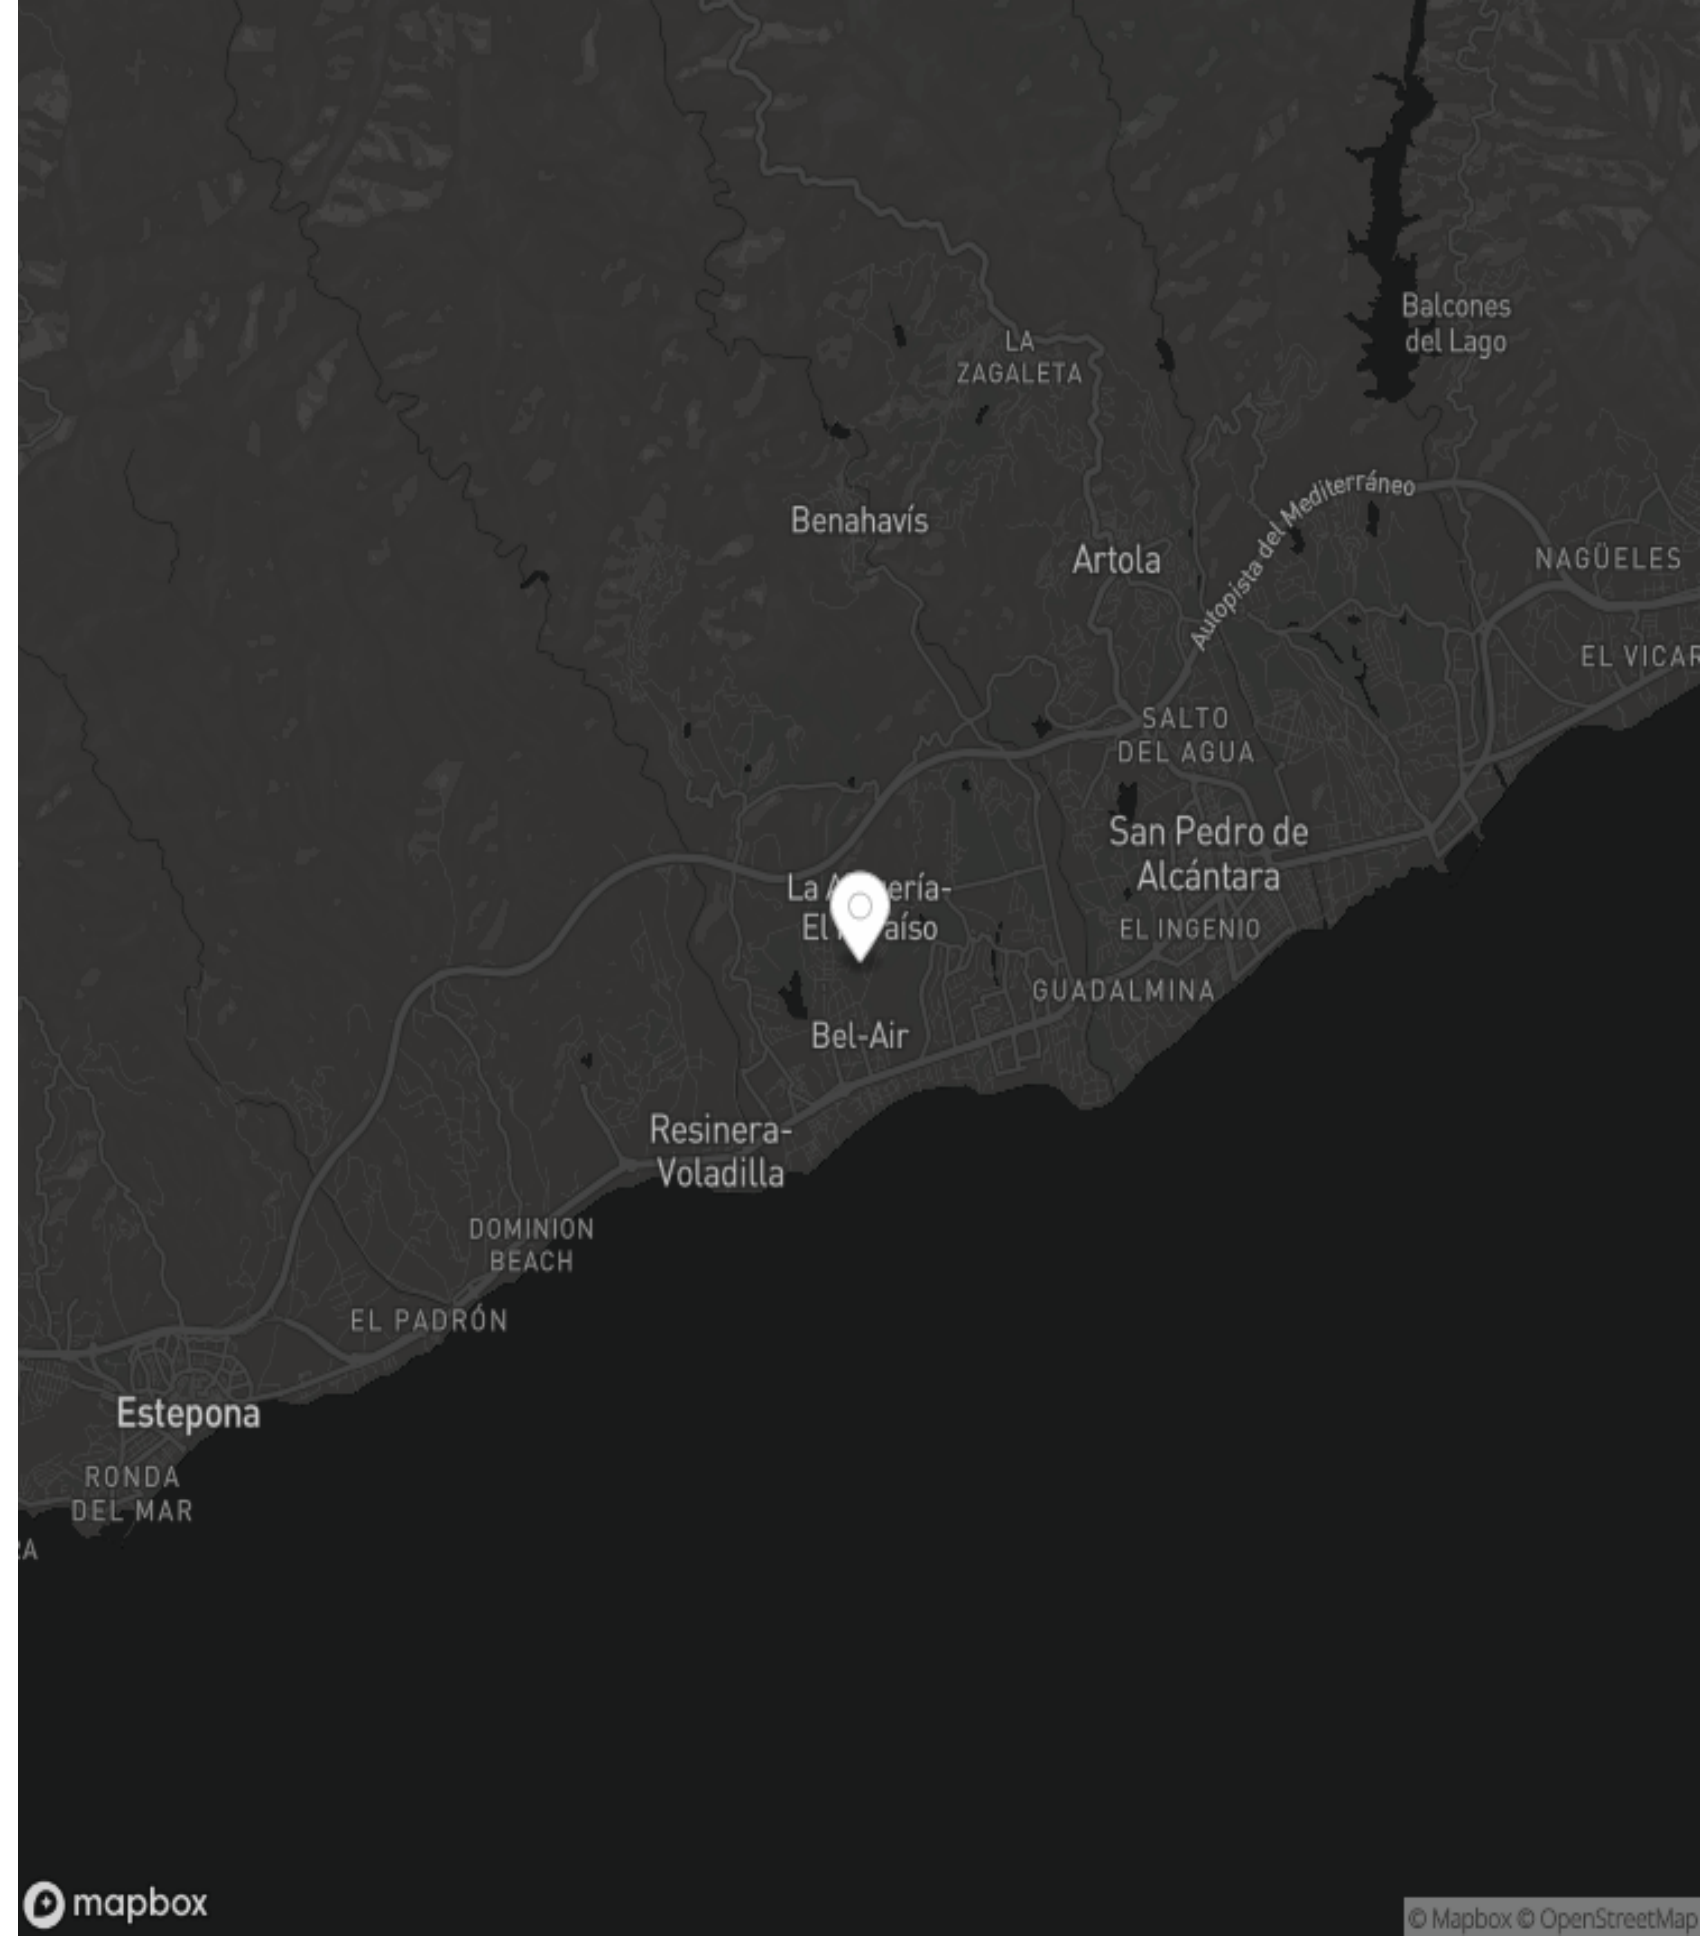 Balcones
del Lago
LA
ZAGALETA
Autopista del Mediterráneo
Benahavís
Artola
NAGÜELES
EL VICAR
SALTO
DEL AGUA
San Pedro de
Alcántara
La
El
EL INGENIO
GUADALMINA
Bel-Air
Resinera-
Voladilla
DOMINION
BEACH
EL PADRÓN
Estepona
RONDA
DEL MAR
mapbox
© Mapbox © OpenStreetMap